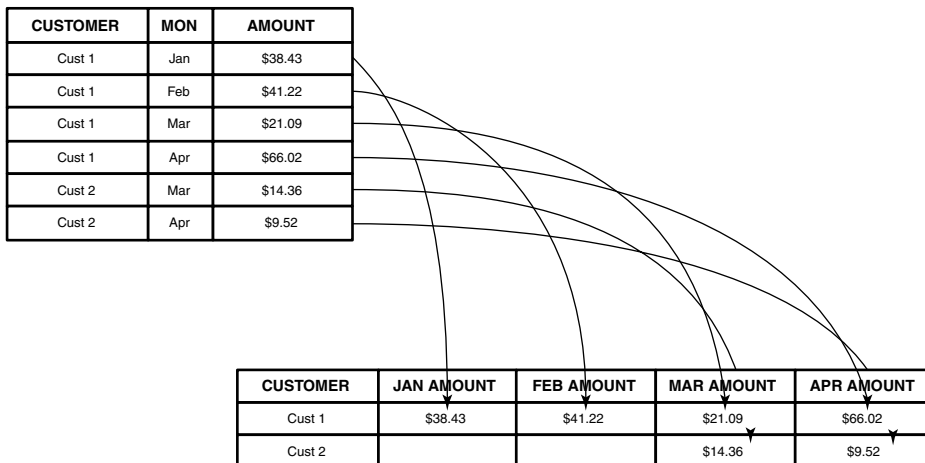 CUSTOMER MON AMOUNT
Cust 1 Jan $38.43
Cust 1 Feb $41.22
Cust 1 Mar $21.09
Cust 1 Apr $66.02
Cust 2 Mar $14.36
Cust 2 Apr $9.52
CUSTOMER JAN AMOUNT FEB AMOUNT MAR AMOUNT APR AMOUNT
Cust 1 $38.43 $41.22 $21.09 $66.02
Cust 2 $14.36 $9.52